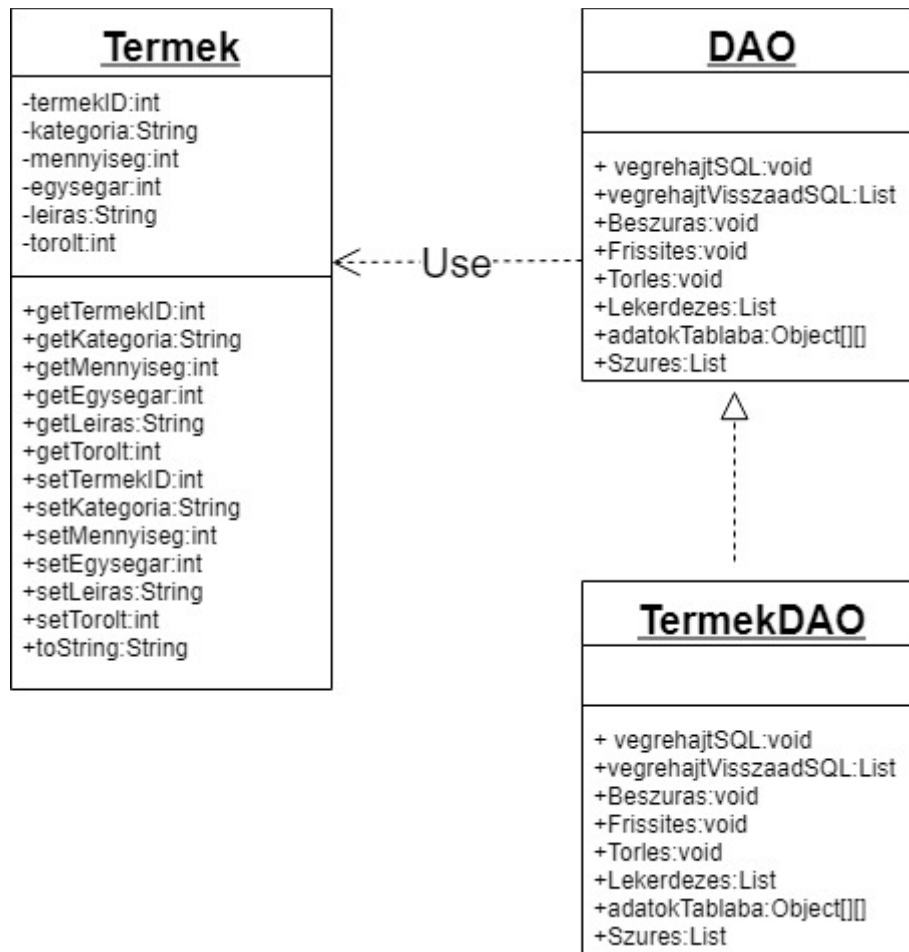 Termek
-termekID:int
-kategoria:String
-mennyiseg:int
-egysegar:int
-leiras:String
-torolt:int
+getTermekID:int
+getKategoria:String
+getMennyiseg:int
+getEgysegar:int
+getLeiras:String
+getTorolt:int
+setTermekID:int
+setKategoria:String
+setMennyiseg:int
+setEgysegar:int
+setLeiras:String
+setTorolt:int
+toString:String
Use
DAO
+ vegrehajtSQL:void
+vegrehajtVisszaadSQL:List
+Beszuras:void
+Frissites:void
+Torles:void
+Lekerdezes:List
+adatokTablaba:Object[][]
+Szures:List
TermekDAO
+ vegrehajtSQL:void
+vegrehajtVisszaadSQL:List
+Beszuras:void
+Frissites:void
+Torles:void
+Lekerdezes:List
+adatokTablaba:Object[][]
+Szures:List